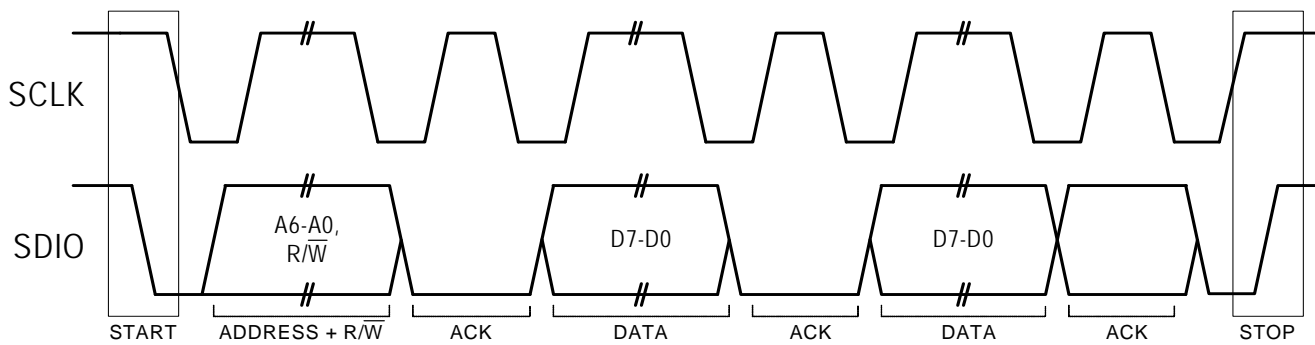 SCLK
SDIO
A6-A0,
R/W̅
D7-D0
D7-D0
START
ADDRESS + R/W̅
ACK
DATA
ACK
DATA
ACK
STOP